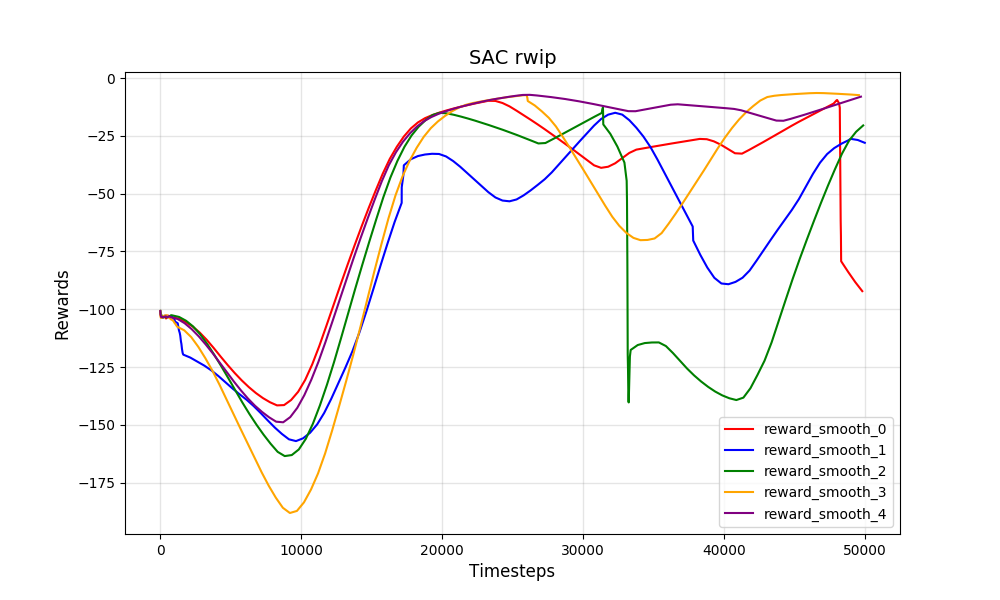 SAC rwip
Rewards
0
−25
−50
−75
−100
−125
−150
−175
0 10000 20000 30000 40000 50000
Timesteps
reward_smooth_0
reward_smooth_1
reward_smooth_2
reward_smooth_3
reward_smooth_4